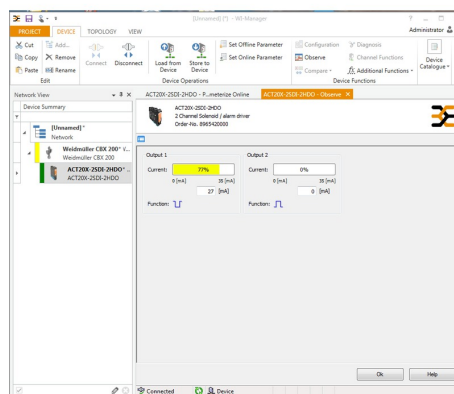 [Unnamed] (*) - WI-Manager
PROJECT DEVICE TOPOLOGY VIEW Administrator
Cut Add... Set Offline Parameter Configuration Diagnosis
Copy Remove Connect Disconnect Load from Device Store to Device Set Online Parameter Observe Channel Functions Device Catalogue
Paste Rename Compare Additional Functions
Edit Device Operations Device Functions
Network View
Device Summary
[Unnamed]*
Network
Weidmüller CBX 200* \/...
Weidmuller CBX 200
ACT20X-2SDI-2HDO* ..
ACT20X-2SDI-2HDO
ACT20X-2SDI-2HDO - P...meterize Online ACT20X-2SDI-2HDO - Observe
ACT20X-2SDI-2HDO
2 Channel Solenoid / alarm driver
Order-No. 8965420000
Output 1 Output 2
Current: 77% Current: 0%
0 [mA] 35 [mA] 0 [mA] 35 [mA]
27 [mA] 0 [mA]
Function: Function:
Ok Help
Connected Device